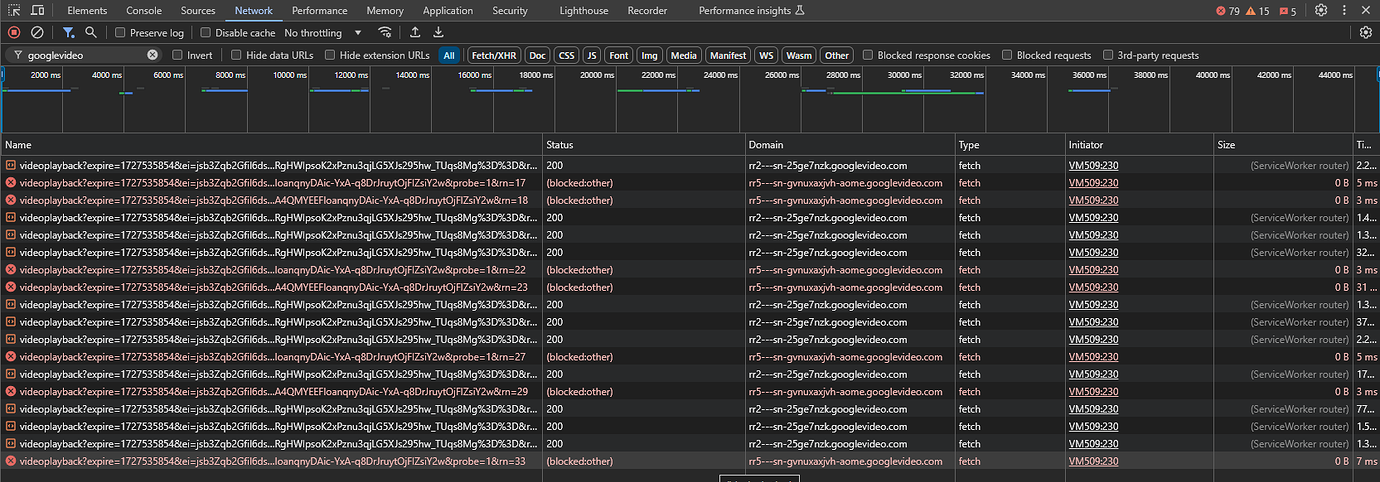 Elements Console Sources Network Performance Memory Application Security Lighthouse Recorder Performance insights 79 15 5
Preserve log Disable cache No throttling
googlevideo Invert Hide data URLs Hide extension URLs All Fetch/XHR Doc CSS JS Font Img Media Manifest WS Wasm Other Blocked response cookies Blocked requests 3rd-party requests
2000 ms 4000 ms 6000 ms 8000 ms 10000 ms 12000 ms 14000 ms 16000 ms 18000 ms 20000 ms 22000 ms 24000 ms 26000 ms 28000 ms 30000 ms 32000 ms 34000 ms 36000 ms 38000 ms 40000 ms 42000 ms 44000 ms
Name Status Domain Type Initiator Size Ti...
videoplayback?expire=1727535854&ei=jsb3Zqb2Gfil6ds...RgHWIpsoK2xPznu3qjLG5XJs295hw_TUqs8Mg%3D%3D&r... 200 rr2---sn-25ge7nzk.googlevideo.com fetch VM509:230 (ServiceWorker router) 2.2...
videoplayback?expire=1727535854&ei=jsb3Zqb2Gfil6ds...IoanqnyDAic-YxA-q8DrJruytOjFIZsiY2w&probe=1&rn=17 (blocked:other) rr5---sn-gvnuxaxjvh-aome.googlevideo.com fetch VM509:230 0 B 5 ms
videoplayback?expire=1727535854&ei=jsb3Zqb2Gfil6ds...A4QMYEEFIoanqnyDAic-YxA-q8DrJruytOjFIZsiY2w&rn=18 (blocked:other) rr5---sn-gvnuxaxjvh-aome.googlevideo.com fetch VM509:230 0 B 3 ms
videoplayback?expire=1727535854&ei=jsb3Zqb2Gfil6ds...RgHWIpsoK2xPznu3qjLG5XJs295hw_TUqs8Mg%3D%3D&r... 200 rr2---sn-25ge7nzk.googlevideo.com fetch VM509:230 (ServiceWorker router) 1.4...
videoplayback?expire=1727535854&ei=jsb3Zqb2Gfil6ds...RgHWIpsoK2xPznu3qjLG5XJs295hw_TUqs8Mg%3D%3D&r... 200 rr2---sn-25ge7nzk.googlevideo.com fetch VM509:230 (ServiceWorker router) 1.3...
videoplayback?expire=1727535854&ei=jsb3Zqb2Gfil6ds...RgHWIpsoK2xPznu3qjLG5XJs295hw_TUqs8Mg%3D%3D&r... 200 rr2---sn-25ge7nzk.googlevideo.com fetch VM509:230 (ServiceWorker router) 32...
videoplayback?expire=1727535854&ei=jsb3Zqb2Gfil6ds...IoanqnyDAic-YxA-q8DrJruytOjFIZsiY2w&probe=1&rn=22 (blocked:other) rr5---sn-gvnuxaxjvh-aome.googlevideo.com fetch VM509:230 0 B 3 ms
videoplayback?expire=1727535854&ei=jsb3Zqb2Gfil6ds...A4QMYEEFIoanqnyDAic-YxA-q8DrJruytOjFIZsiY2w&rn=23 (blocked:other) rr5---sn-gvnuxaxjvh-aome.googlevideo.com fetch VM509:230 0 B 31 ...
videoplayback?expire=1727535854&ei=jsb3Zqb2Gfil6ds...RgHWIpsoK2xPznu3qjLG5XJs295hw_TUqs8Mg%3D%3D&r... 200 rr2---sn-25ge7nzk.googlevideo.com fetch VM509:230 (ServiceWorker router) 1.3...
videoplayback?expire=1727535854&ei=jsb3Zqb2Gfil6ds...RgHWIpsoK2xPznu3qjLG5XJs295hw_TUqs8Mg%3D%3D&r... 200 rr2---sn-25ge7nzk.googlevideo.com fetch VM509:230 (ServiceWorker router) 37...
videoplayback?expire=1727535854&ei=jsb3Zqb2Gfil6ds...RgHWIpsoK2xPznu3qjLG5XJs295hw_TUqs8Mg%3D%3D&r... 200 rr2---sn-25ge7nzk.googlevideo.com fetch VM509:230 (ServiceWorker router) 2.2...
videoplayback?expire=1727535854&ei=jsb3Zqb2Gfil6ds...IoanqnyDAic-YxA-q8DrJruytOjFIZsiY2w&probe=1&rn=27 (blocked:other) rr5---sn-gvnuxaxjvh-aome.googlevideo.com fetch VM509:230 0 B 5 ms
videoplayback?expire=1727535854&ei=jsb3Zqb2Gfil6ds...RgHWIpsoK2xPznu3qjLG5XJs295hw_TUqs8Mg%3D%3D&r... 200 rr2---sn-25ge7nzk.googlevideo.com fetch VM509:230 (ServiceWorker router) 17...
videoplayback?expire=1727535854&ei=jsb3Zqb2Gfil6ds...A4QMYEEFIoanqnyDAic-YxA-q8DrJruytOjFIZsiY2w&rn=29 (blocked:other) rr5---sn-gvnuxaxjvh-aome.googlevideo.com fetch VM509:230 0 B 3 ms
videoplayback?expire=1727535854&ei=jsb3Zqb2Gfil6ds...RgHWIpsoK2xPznu3qjLG5XJs295hw_TUqs8Mg%3D%3D&r... 200 rr2---sn-25ge7nzk.googlevideo.com fetch VM509:230 (ServiceWorker router) 77...
videoplayback?expire=1727535854&ei=jsb3Zqb2Gfil6ds...RgHWIpsoK2xPznu3qjLG5XJs295hw_TUqs8Mg%3D%3D&r... 200 rr2---sn-25ge7nzk.googlevideo.com fetch VM509:230 (ServiceWorker router) 1.5...
videoplayback?expire=1727535854&ei=jsb3Zqb2Gfil6ds...RgHWIpsoK2xPznu3qjLG5XJs295hw_TUqs8Mg%3D%3D&r... 200 rr2---sn-25ge7nzk.googlevideo.com fetch VM509:230 (ServiceWorker router) 1.3...
videoplayback?expire=1727535854&ei=jsb3Zqb2Gfil6ds...IoanqnyDAic-YxA-q8DrJruytOjFIZsiY2w&probe=1&rn=33 (blocked:other) rr5---sn-gvnuxaxjvh-aome.googlevideo.com fetch VM509:230 0 B 7 ms